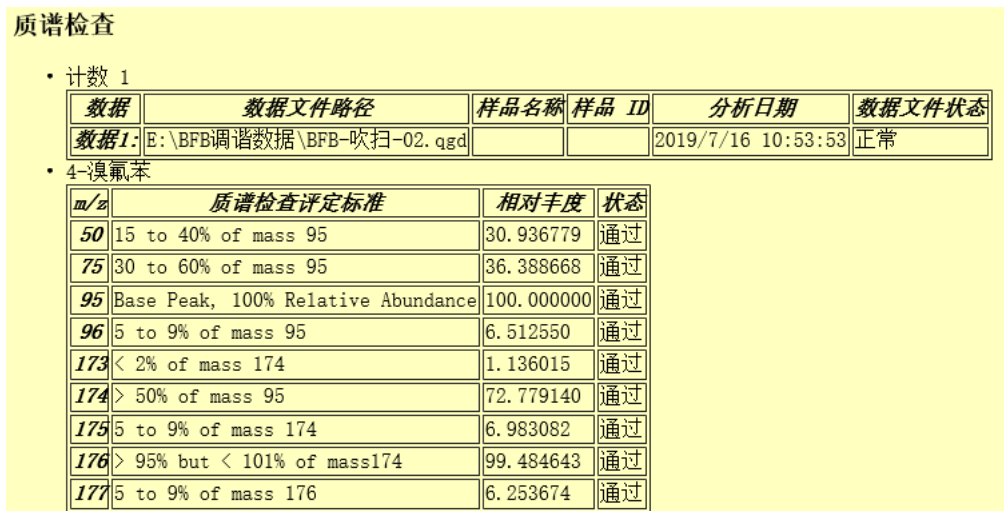 质谱检查
• 计数 1
数据 数据文件路径 样品名称 样品 ID 分析日期 数据文件状态
数据1: E:\BFB调谐数据\BFB-吹扫-02.qgd 2019/7/16 10:53:53 正常
• 4-溴氟苯
m/z 质谱检查评定标准 相对丰度 状态
50 15 to 40% of mass 95 30.936779 通过
75 30 to 60% of mass 95 36.388668 通过
95 Base Peak, 100% Relative Abundance 100.000000 通过
96 5 to 9% of mass 95 6.512550 通过
173 < 2% of mass 174 1.136015 通过
174 > 50% of mass 95 72.779140 通过
175 5 to 9% of mass 174 6.983082 通过
176 > 95% but < 101% of mass174 99.484643 通过
177 5 to 9% of mass 176 6.253674 通过